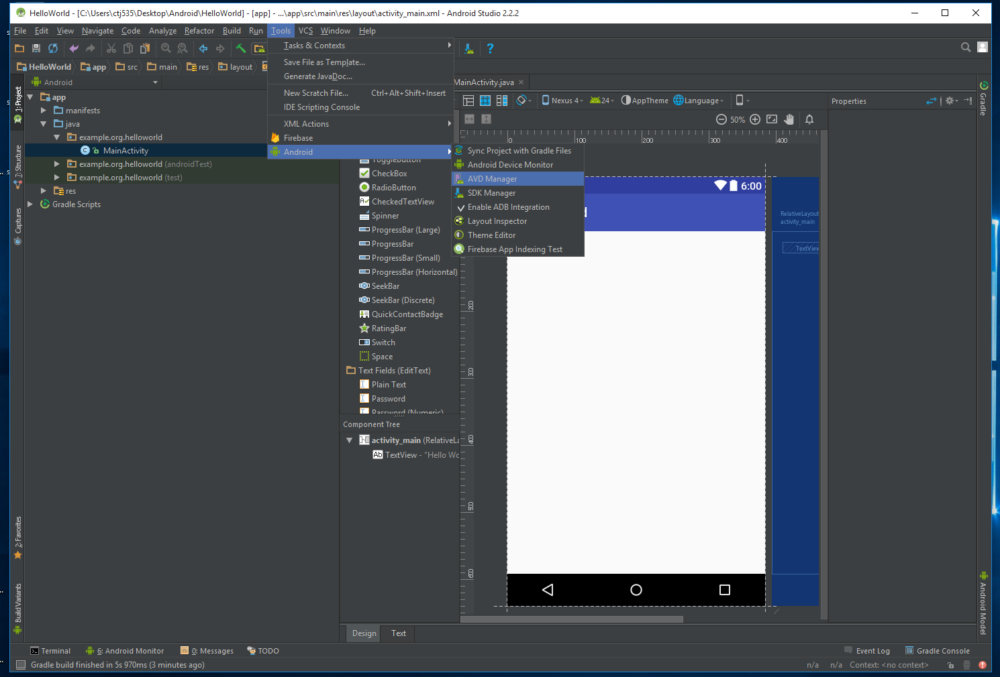 HelloWorld - [C:\Users\ctj535\Desktop\Android\HelloWorld] - [app] - ...\app\src\main\res\layout\activity_main.xml - Android Studio 2.2.2
File Edit View Navigate Code Analyze Refactor Build Run Tools VCS Window Help
HelloWorld app src main res layout
Android
app
manifests
java
example.org.helloworld
MainActivity
example.org.helloworld (androidTest)
example.org.helloworld (test)
res
Gradle Scripts
1: Project
7: Structure
Captures
2: Favorites
Build Variants
Tasks & Contexts
Save File as Template...
Generate JavaDoc...
New Scratch File... Ctrl+Alt+Shift+Insert
IDE Scripting Console
XML Actions
Firebase
Android
Sync Project with Gradle Files
Android Device Monitor
AVD Manager
SDK Manager
Enable ADB Integration
Layout Inspector
Theme Editor
Firebase App Indexing Test
MainActivity.java
Nexus 4 24 AppTheme Language
50%
0 100 200 300 400
ToggleButton
CheckBox
RadioButton
CheckedTextView
Spinner
ProgressBar (Large)
ProgressBar
ProgressBar (Small)
ProgressBar (Horizontal)
SeekBar
SeekBar (Discrete)
QuickContactBadge
RatingBar
Switch
Space
Text Fields (EditText)
Plain Text
Password
Password (Numeric)
Component Tree
activity_main (RelativeLa
Ab TextView - "Hello Wo
200
300
400
500
600
6:00
d
RelativeLayout
activity_main
TextView
Properties
Gradle
Android Model
Design Text
Terminal 6: Android Monitor 0: Messages TODO Event Log Gradle Console
Gradle build finished in 5s 970ms (3 minutes ago) n/a n/a Context: <no context>